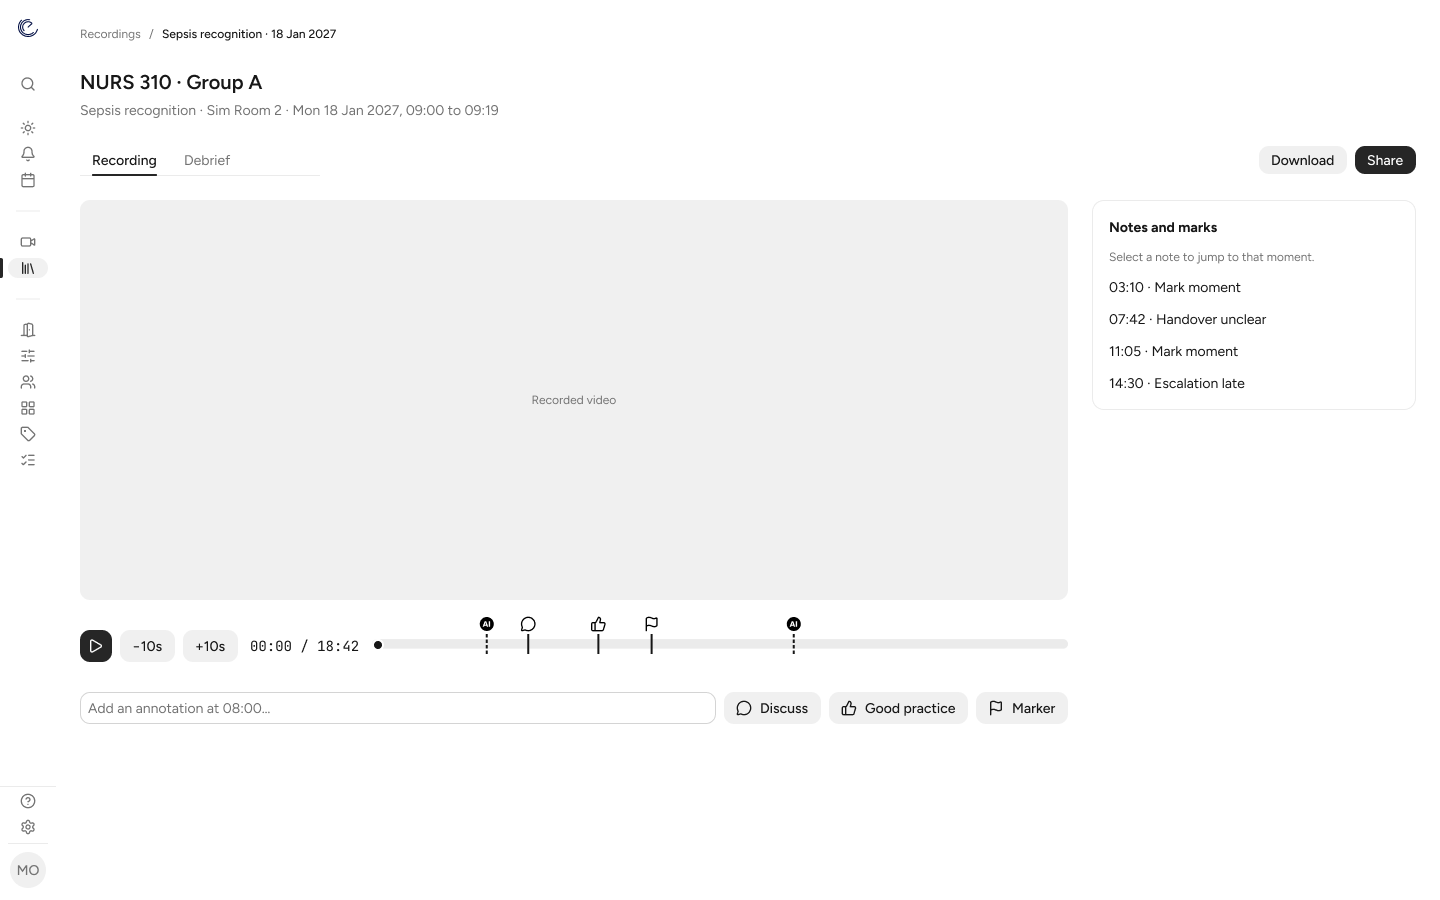 Recordings / Sepsis recognition · 18 Jan 2027
NURS 310 · Group A
Sepsis recognition · Sim Room 2 · Mon 18 Jan 2027, 09:00 to 09:19
Recording Debrief
Download Share
Recorded video
Notes and marks
Select a note to jump to that moment.
03:10 · Mark moment
07:42 · Handover unclear
11:05 · Mark moment
14:30 · Escalation late
AI AI
−10s +10s 00:00 / 18:42
Add an annotation at 08:00...
Discuss Good practice Marker
MO